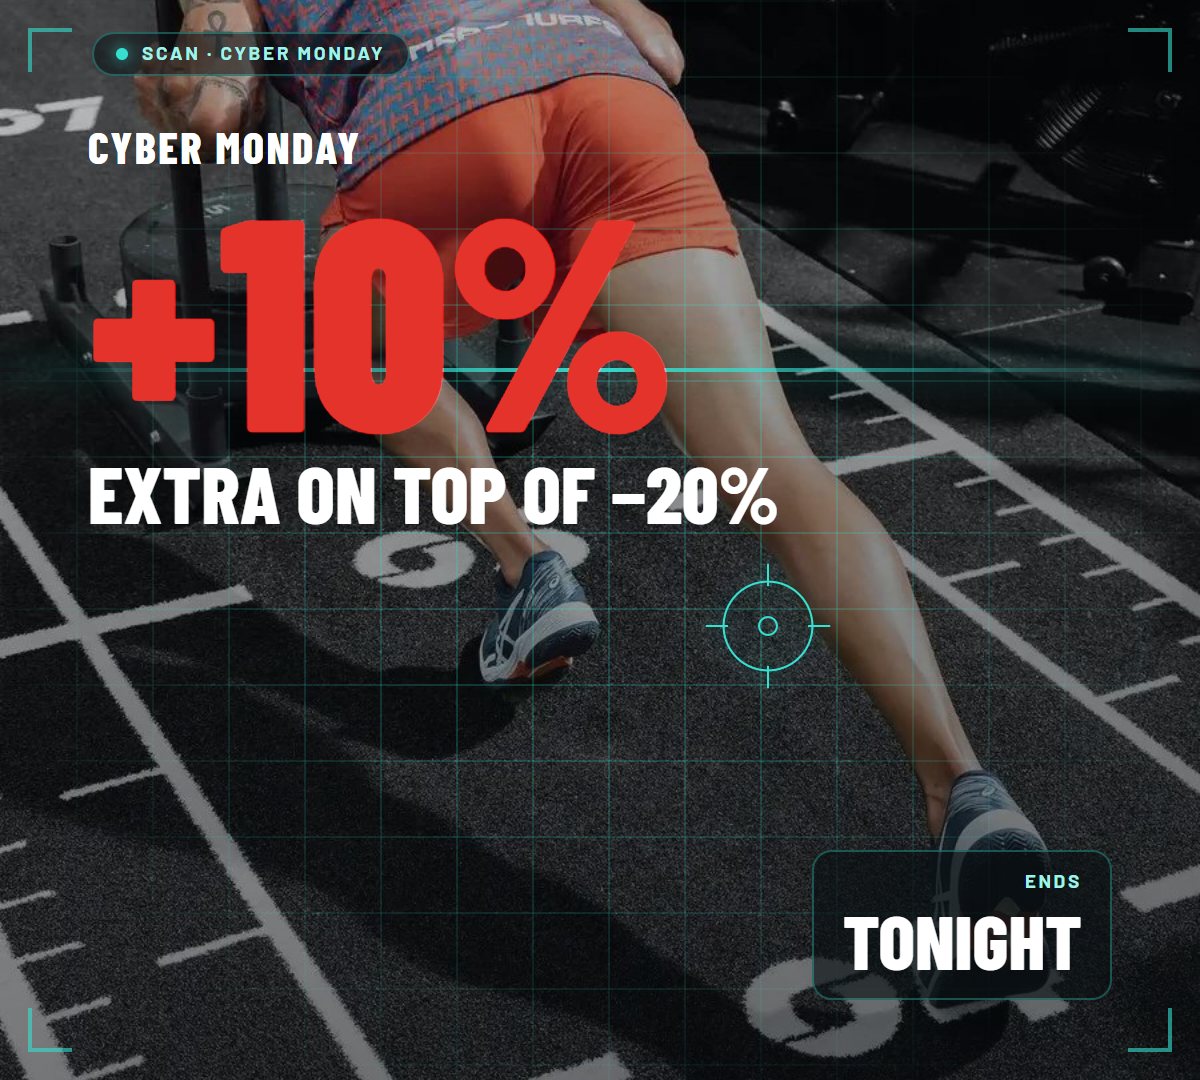 SCAN · CYBER MONDAY
CYBER MONDAY
+10%
EXTRA ON TOP OF –20%
ENDS
TONIGHT